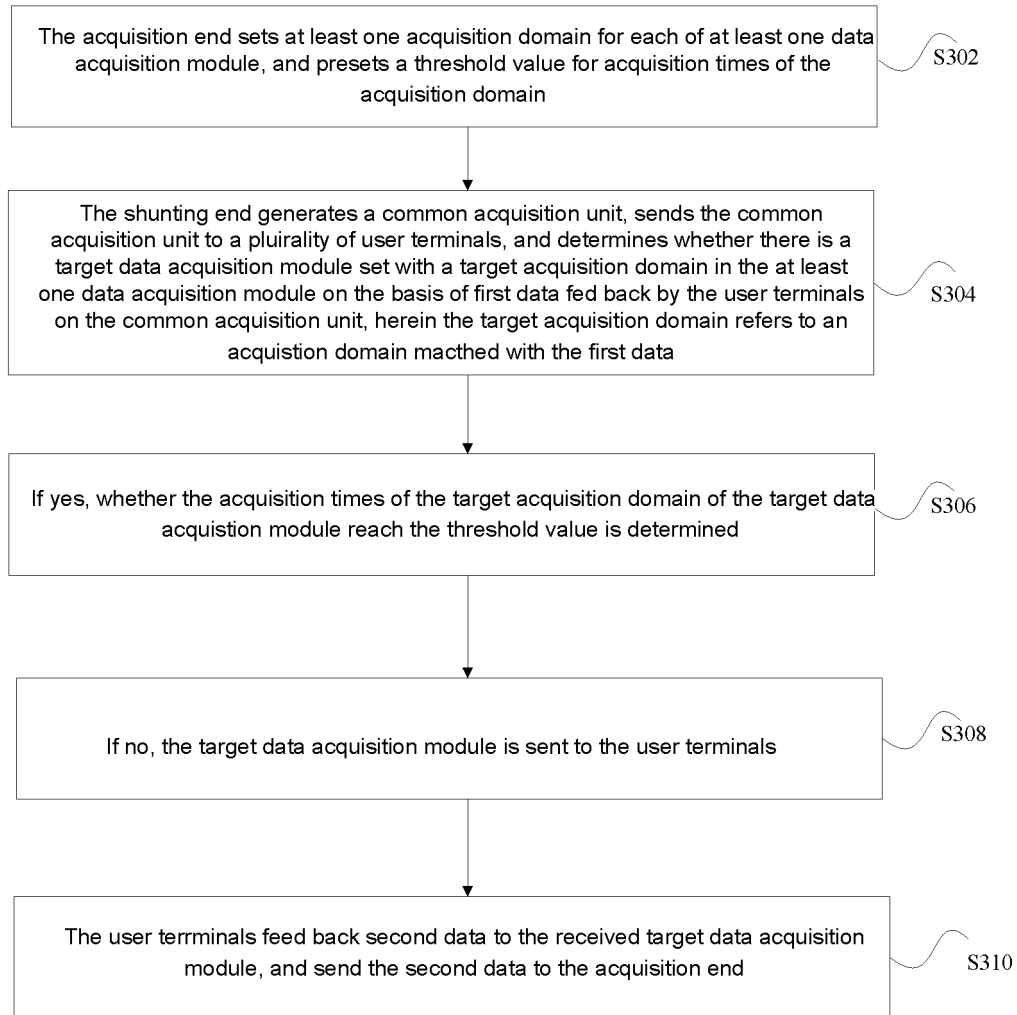 The acquisition end sets at least one acquisition domain for each of at least one data
acquisition module, and presets a threshold value for acquisition times of the
acquisition domain
S302
The shunting end generates a common acquisition unit, sends the common
acquisition unit to a pluirality of user terminals, and determines whether there is a
target data acquisition module set with a target acquisition domain in the at least
one data acquisition module on the basis of first data fed back by the user terminals
on the common acquisition unit, herein the target acquisition domain refers to an
acquistion domain macthed with the first data
S304
If yes, whether the acquisition times of the target acquisition domain of the target data
acquistion module reach the threshold value is determined
S306
If no, the target data acquisition module is sent to the user terminals
S308
The user terrminals feed back second data to the received target data acquisition
module, and send the second data to the acquisition end
S310